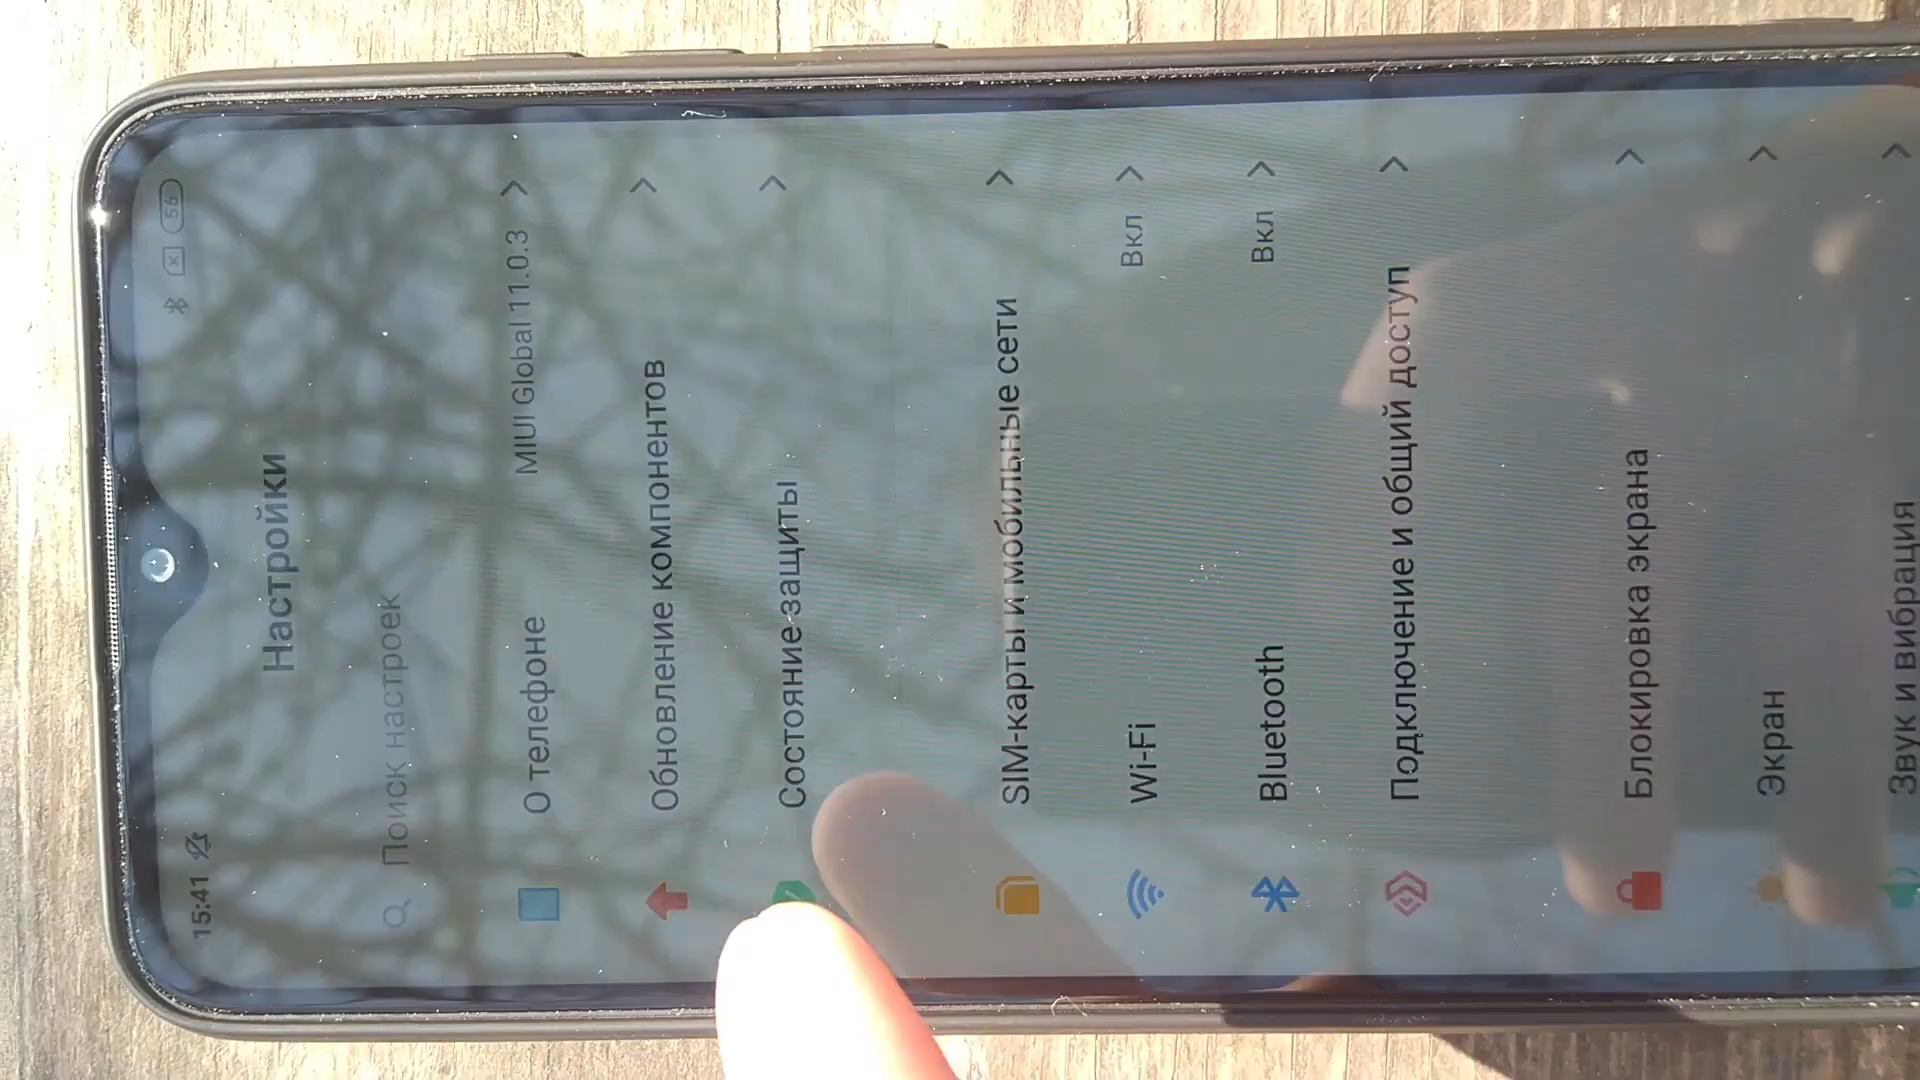 15:41
56
Настройки
Поиск настроек
О телефоне
MIUI Global 11.0.3
Обновление компонентов
Состояние защиты
SIM-карты и мобильные сети
Wi-Fi
Вкл
Bluetooth
Вкл
Подключение и общий доступ
Блокировка экрана
Экран
Звук и вибрация